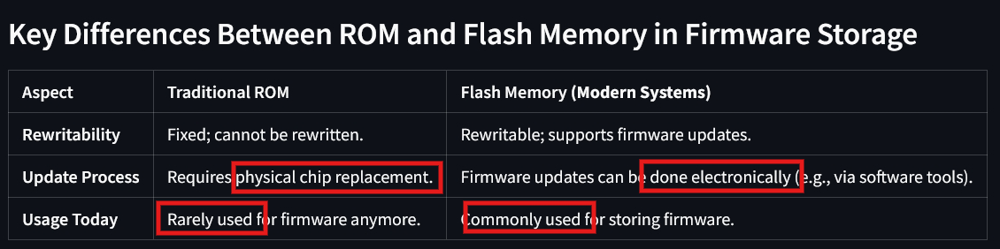 Key Differences Between ROM and Flash Memory in Firmware Storage
Aspect Traditional ROM Flash Memory (Modern Systems)
Rewritability Fixed; cannot be rewritten. Rewritable; supports firmware updates.
Update Process Requires physical chip replacement. Firmware updates can be done electronically (e.g., via software tools).
Usage Today Rarely used for firmware anymore. Commonly used for storing firmware.